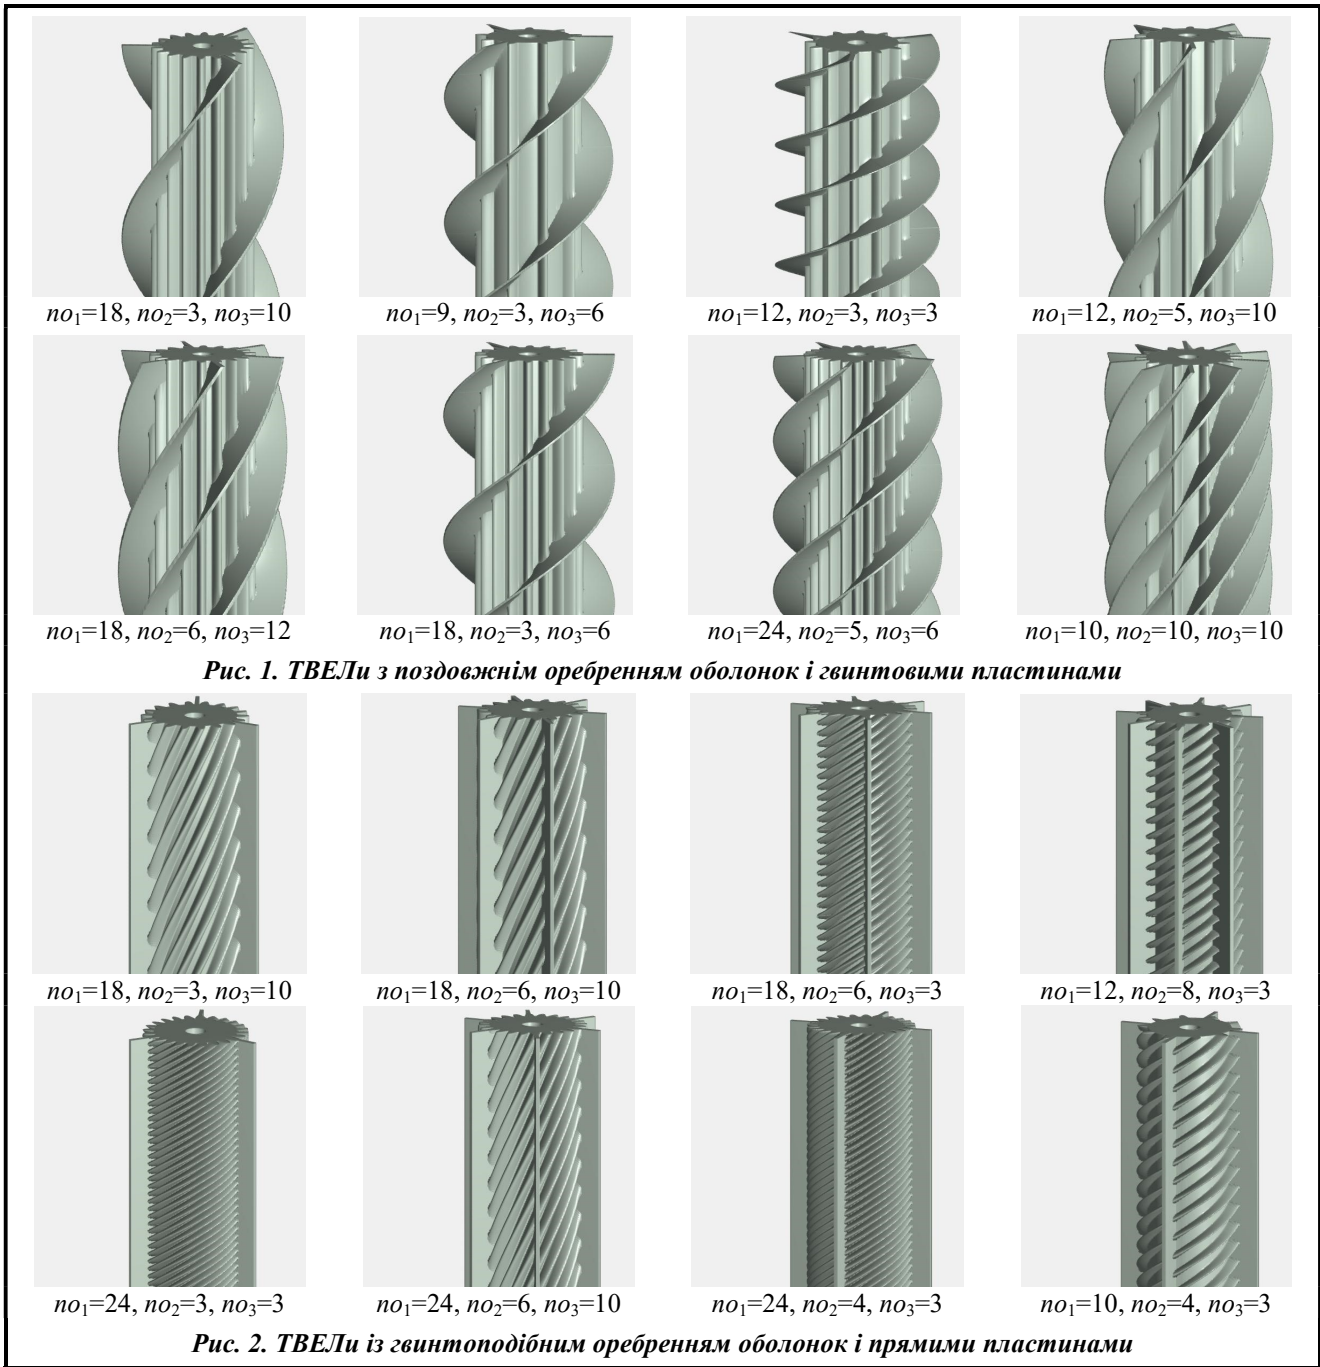 no₁=18, no₂=3, no₃=10
no₁=9, no₂=3, no₃=6
no₁=12, no₂=3, no₃=3
no₁=12, no₂=5, no₃=10
no₁=18, no₂=6, no₃=12
no₁=18, no₂=3, no₃=6
no₁=24, no₂=5, no₃=6
no₁=10, no₂=10, no₃=10
Рис. 1. ТВЕЛи з поздовжнім оребренням оболонок і гвинтовими пластинами
no₁=18, no₂=3, no₃=10
no₁=18, no₂=6, no₃=10
no₁=18, no₂=6, no₃=3
no₁=12, no₂=8, no₃=3
no₁=24, no₂=3, no₃=3
no₁=24, no₂=6, no₃=10
no₁=24, no₂=4, no₃=3
no₁=10, no₂=4, no₃=3
Рис. 2. ТВЕЛи із гвинтоподібним оребренням оболонок і прямими пластинами